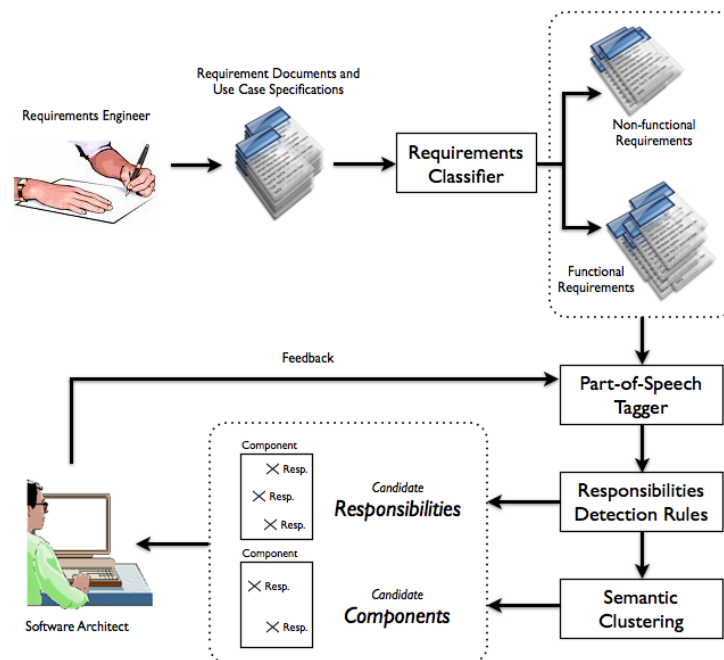 Requirement Documents and
Use Case Specifications
Requirements Engineer
Requirements
Classifier
Non-functional
Requirements
Functional
Requirements
Feedback
Part-of-Speech
Tagger
Component
Resp.
Resp.
Resp.
Candidate
Responsibilities
Responsibilities
Detection Rules
Component
Resp.
Resp.
Candidate
Components
Semantic
Clustering
Software Architect